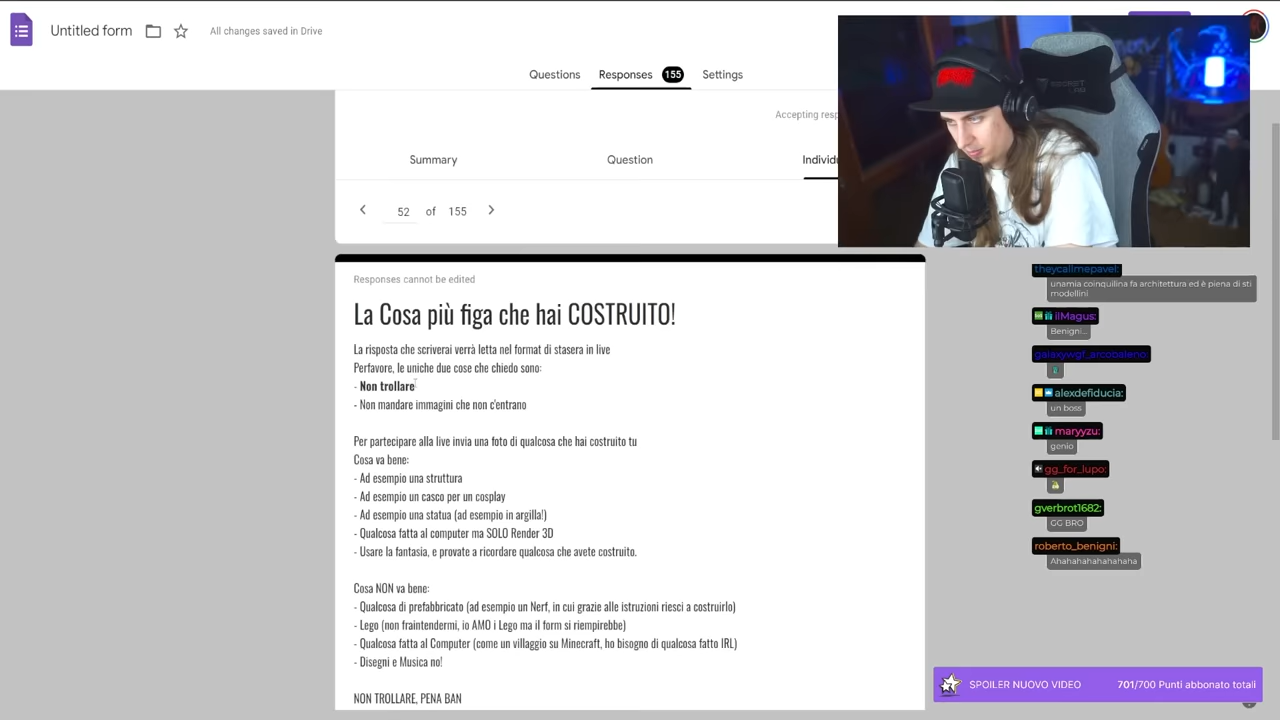 Untitled form
All changes saved in Drive
Questions
Responses
155
Settings
Accepting resp
Summary
Question
Individu
52 of 155
Responses cannot be edited
La Cosa più figa che hai COSTRUITO!
La risposta che scriverai verrà letta nel format di stasera in live
Perfavore, le uniche due cose che chiedo sono:
- Non trollare
- Non mandare immagini che non c'entrano
Per partecipare alla live invia una foto di qualcosa che hai costruito tu
Cosa va bene:
- Ad esempio una struttura
- Ad esempio un casco per un cosplay
- Ad esempio una statua (ad esempio in argilla!)
- Qualcosa fatta al computer ma SOLO Render 3D
- Usare la fantasia, e provate a ricordare qualcosa che avete costruito.
Cosa NON va bene:
- Qualcosa di prefabbricato (ad esempio un Nerf, in cui grazie alle istruzioni riesci a costruirlo)
- Lego (non fraintendermi, io AMO i Lego ma il form si riempirebbe)
- Qualcosa fatta al Computer (come un villaggio su Minecraft, ho bisogno di qualcosa fatto IRL)
- Disegni e Musica no!
NON TROLLARE, PENA BAN
theycallmepavel:
unamia coinquilina fa architettura ed è piena di sti
modellini
ilMagus:
Benigni...
galaxywgf_arcobaleno:
alexdefiducia:
un boss
maryyzu:
genio
gg_for_lupo:
gverbrot1682:
GG BRO
roberto_benigni:
Ahahahahahahaha
SPOILER NUOVO VIDEO
701/700 Punti abbonato totali